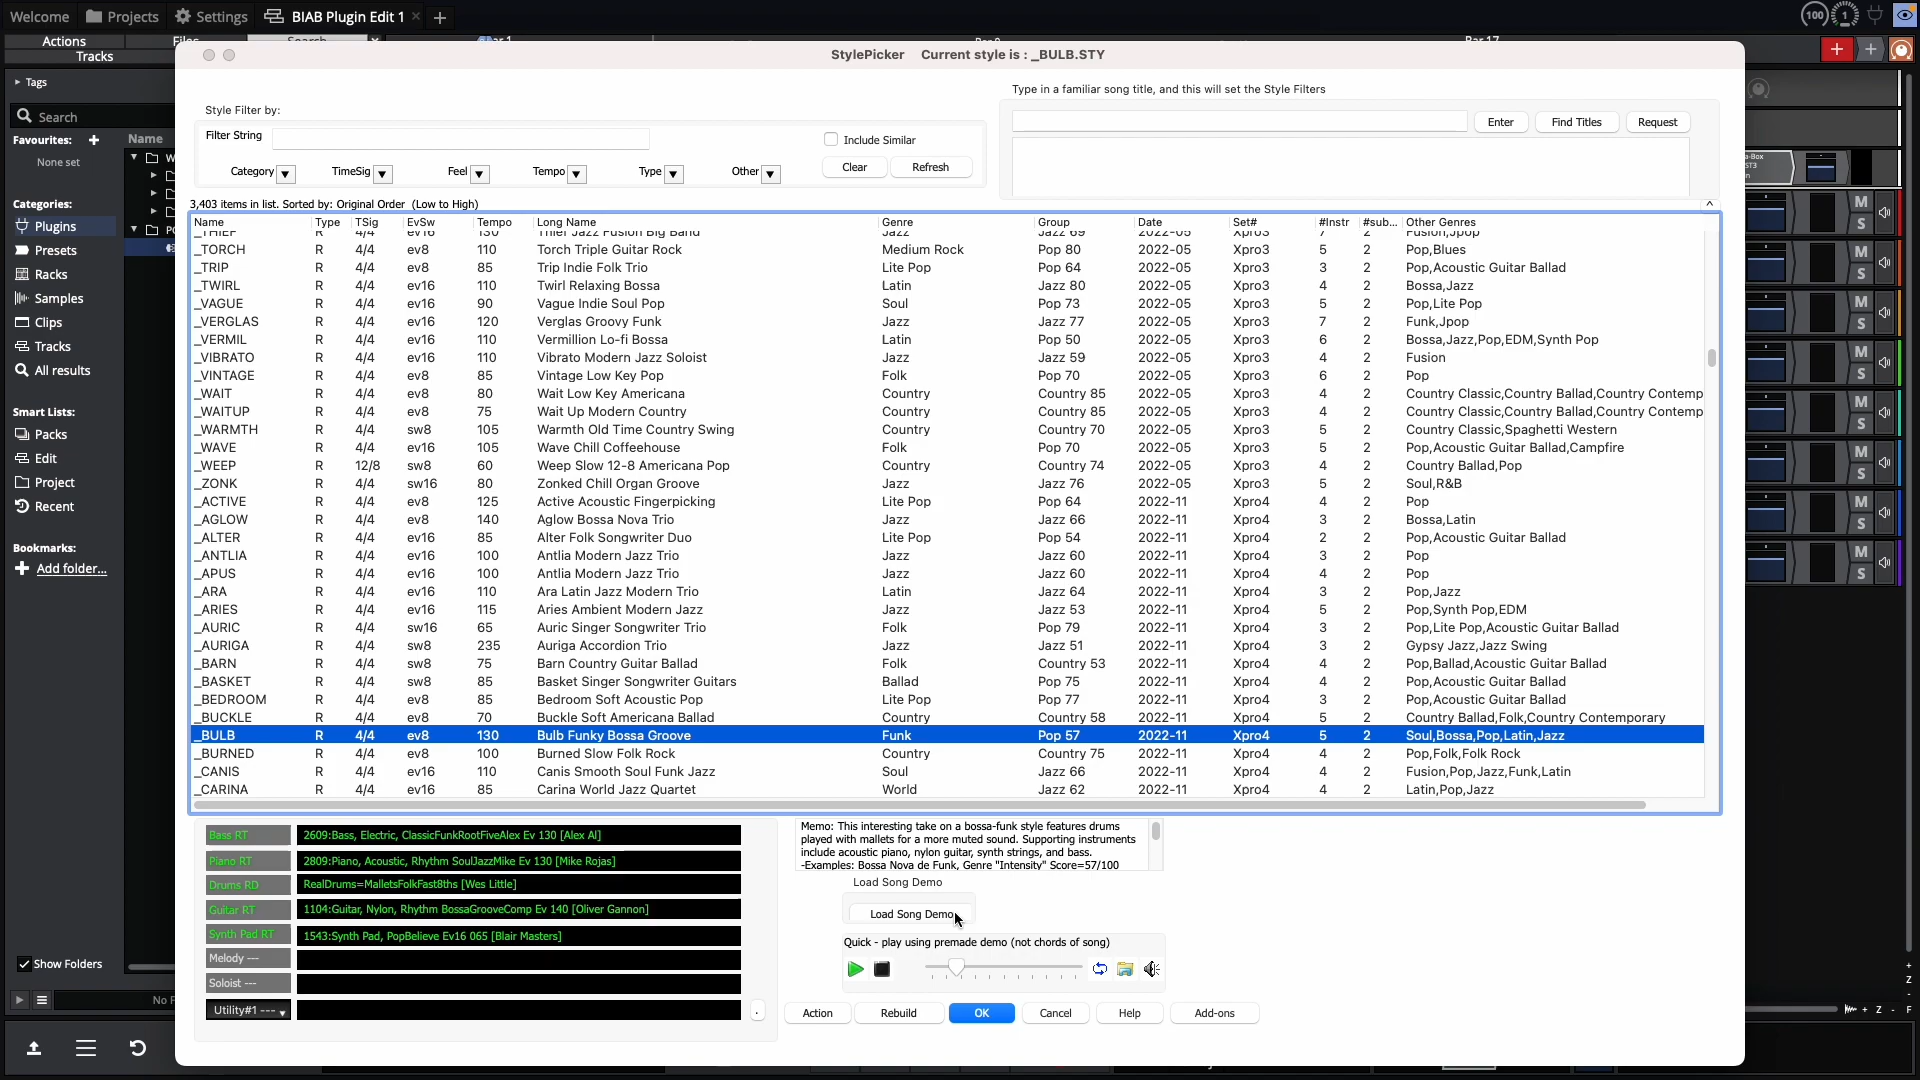 Welcome Projects Settings BIAB Plugin Edit 1 × + 100 1
Actions Files Search
Tracks
Tags
Search
Favourites: + Name
None set
Categories:
Plugins
Presets
Racks
Samples
Clips
Tracks
All results
Smart Lists:
Packs
Edit
Project
Recent
Bookmarks:
+ Add folder...
Show Folders
StylePicker Current style is : _BULB.STY
Style Filter by:
Filter String
Include Similar
Category TimeSig Feel Tempo Type Other Clear Refresh
Type in a familiar song title, and this will set the Style Filters
Enter Find Titles Request
3,403 items in list. Sorted by: Original Order (Low to High)
Name Type TSig EvSw Tempo Long Name Genre Group Date Set# #Instr #sub... Other Genres
_THIEF R 4/4 ev16 130 Thief Jazz Fusion Big Band Jazz Jazz 69 2022-05 Xpro3 7 2 Fusion,Jpop
_TORCH R 4/4 ev8 110 Torch Triple Guitar Rock Medium Rock Pop 80 2022-05 Xpro3 5 2 Pop,Blues
_TRIP R 4/4 ev8 85 Trip Indie Folk Trio Lite Pop Pop 64 2022-05 Xpro3 3 2 Pop,Acoustic Guitar Ballad
_TWIRL R 4/4 ev16 110 Twirl Relaxing Bossa Latin Jazz 80 2022-05 Xpro3 4 2 Bossa,Jazz
_VAGUE R 4/4 ev16 90 Vague Indie Soul Pop Soul Pop 73 2022-05 Xpro3 5 2 Pop,Lite Pop
_VERGLAS R 4/4 ev16 120 Verglas Groovy Funk Jazz Jazz 77 2022-05 Xpro3 7 2 Funk,Jpop
_VERMIL R 4/4 ev16 110 Vermillion Lo-fi Bossa Latin Pop 50 2022-05 Xpro3 6 2 Bossa,Jazz,Pop,EDM,Synth Pop
_VIBRATO R 4/4 ev16 110 Vibrato Modern Jazz Soloist Jazz Jazz 59 2022-05 Xpro3 4 2 Fusion
_VINTAGE R 4/4 ev8 85 Vintage Low Key Pop Folk Pop 70 2022-05 Xpro3 6 2 Pop
_WAIT R 4/4 ev8 80 Wait Low Key Americana Country Country 85 2022-05 Xpro3 4 2 Country Classic,Country Ballad,Country Contemp
_WAITUP R 4/4 ev8 75 Wait Up Modern Country Country Country 85 2022-05 Xpro3 4 2 Country Classic,Country Ballad,Country Contemp
_WARMTH R 4/4 sw8 105 Warmth Old Time Country Swing Country Country 70 2022-05 Xpro3 5 2 Country Classic,Spaghetti Western
_WAVE R 4/4 ev16 105 Wave Chill Coffeehouse Folk Pop 70 2022-05 Xpro3 5 2 Pop,Acoustic Guitar Ballad,Campfire
_WEEP R 12/8 sw8 60 Weep Slow 12-8 Americana Pop Country Country 74 2022-05 Xpro3 4 2 Country Ballad,Pop
_ZONK R 4/4 sw16 80 Zonked Chill Organ Groove Jazz Jazz 76 2022-05 Xpro3 5 2 Soul,R&B
_ACTIVE R 4/4 ev8 125 Active Acoustic Fingerpicking Lite Pop Pop 64 2022-11 Xpro4 4 2 Pop
_AGLOW R 4/4 ev8 140 Aglow Bossa Nova Trio Jazz Jazz 66 2022-11 Xpro4 3 2 Bossa,Latin
_ALTER R 4/4 ev16 85 Alter Folk Songwriter Duo Lite Pop Pop 54 2022-11 Xpro4 2 2 Pop,Acoustic Guitar Ballad
_ANTLIA R 4/4 ev16 100 Antlia Modern Jazz Trio Jazz Jazz 60 2022-11 Xpro4 3 2 Pop
_APUS R 4/4 ev16 100 Antlia Modern Jazz Trio Jazz Jazz 60 2022-11 Xpro4 4 2 Pop
_ARA R 4/4 ev16 110 Ara Latin Jazz Modern Trio Latin Jazz 64 2022-11 Xpro4 3 2 Pop,Jazz
_ARIES R 4/4 ev16 115 Aries Ambient Modern Jazz Jazz Jazz 53 2022-11 Xpro4 5 2 Pop,Synth Pop,EDM
_AURIC R 4/4 sw16 65 Auric Singer Songwriter Trio Folk Pop 79 2022-11 Xpro4 3 2 Pop,Lite Pop,Acoustic Guitar Ballad
_AURIGA R 4/4 sw8 235 Auriga Accordion Trio Jazz Jazz 51 2022-11 Xpro4 3 2 Gypsy Jazz,Jazz Swing
_BARN R 4/4 sw8 75 Barn Country Guitar Ballad Folk Country 53 2022-11 Xpro4 4 2 Pop,Ballad,Acoustic Guitar Ballad
_BASKET R 4/4 sw8 85 Basket Singer Songwriter Guitars Ballad Pop 75 2022-11 Xpro4 4 2 Pop,Acoustic Guitar Ballad
_BEDROOM R 4/4 ev8 85 Bedroom Soft Acoustic Pop Lite Pop Pop 77 2022-11 Xpro4 3 2 Pop,Acoustic Guitar Ballad
_BUCKLE R 4/4 ev8 70 Buckle Soft Americana Ballad Country Country 58 2022-11 Xpro4 5 2 Country Ballad,Folk,Country Contemporary
_BULB R 4/4 ev8 130 Bulb Funky Bossa Groove Funk Pop 57 2022-11 Xpro4 5 2 Soul,Bossa,Pop,Latin,Jazz
_BURNED R 4/4 ev8 100 Burned Slow Folk Rock Country Country 75 2022-11 Xpro4 4 2 Pop,Folk,Folk Rock
_CANIS R 4/4 ev16 110 Canis Smooth Soul Funk Jazz Soul Jazz 66 2022-11 Xpro4 4 2 Fusion,Pop,Jazz,Funk,Latin
_CARINA R 4/4 ev16 85 Carina World Jazz Quartet World Jazz 62 2022-11 Xpro4 4 2 Latin,Pop,Jazz
Bass RT 2609:Bass, Electric, ClassicFunkRootFiveAlex Ev 130 [Alex Al]
Piano RT 2809:Piano, Acoustic, Rhythm SoulJazzMike Ev 130 [Mike Rojas]
Drums RD RealDrums=MalletsFolkFast8ths [Wes Little]
Guitar RT 1104:Guitar, Nylon, Rhythm BossaGrooveComp Ev 140 [Oliver Gannon]
Synth Pad RT 1543:Synth Pad, PopBelieve Ev16 065 [Blair Masters]
Melody ---
Soloist ---
Utility#1 ---
.
Memo: This interesting take on a bossa-funk style features drums
played with mallets for a more muted sound. Supporting instruments
include acoustic piano, nylon guitar, synth strings, and bass.
-Examples: Bossa Nova de Funk, Genre "Intensity" Score=57/100
Load Song Demo
Load Song Demo
Quick - play using premade demo (not chords of song)
Action Rebuild OK Cancel Help Add-ons
M
S
M
S
M
S
M
S
M
S
M
S
M
S
M
S
+ Z - F